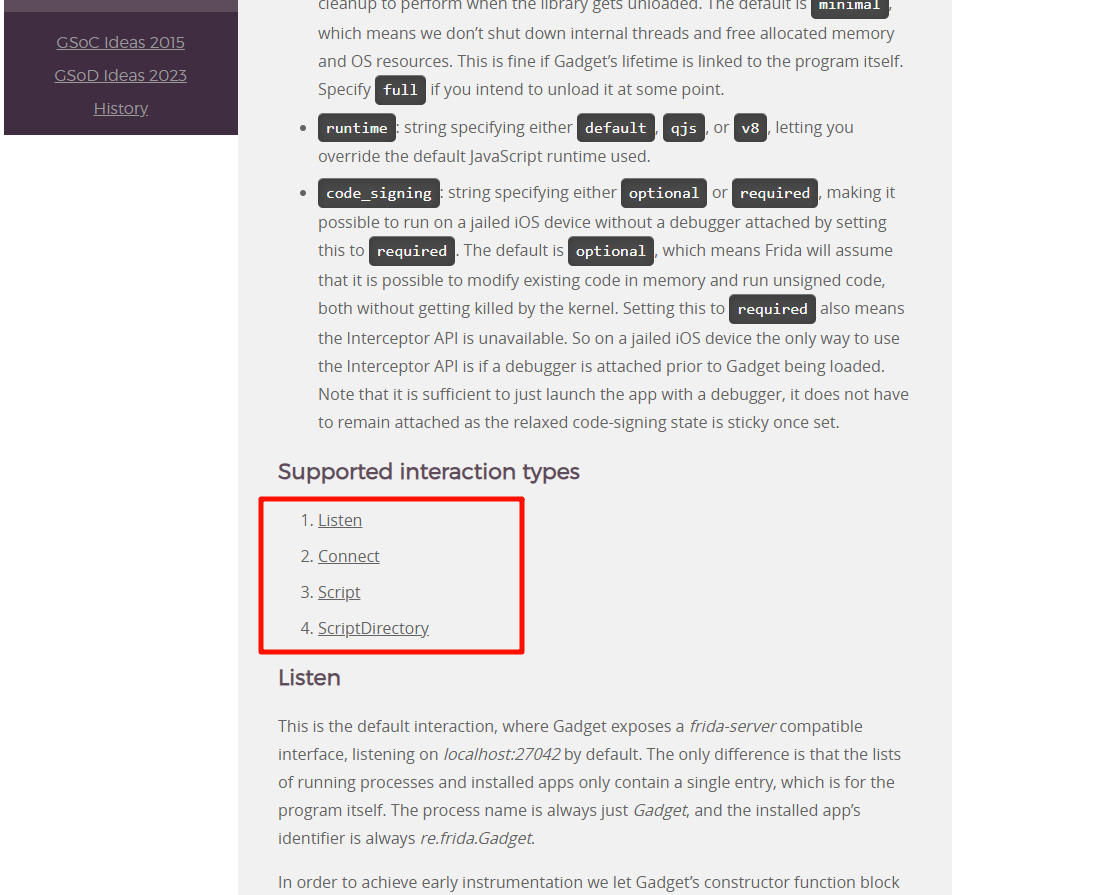 GSoC Ideas 2015
GSoD Ideas 2023
History
cleanup to perform when the library gets unloaded. The default is minimal,
which means we don’t shut down internal threads and free allocated memory
and OS resources. This is fine if Gadget’s lifetime is linked to the program itself.
Specify full if you intend to unload it at some point.
• runtime: string specifying either default, qjs, or v8, letting you
override the default JavaScript runtime used.
• code_signing: string specifying either optional or required, making it
possible to run on a jailed iOS device without a debugger attached by setting
this to required. The default is optional, which means Frida will assume
that it is possible to modify existing code in memory and run unsigned code,
both without getting killed by the kernel. Setting this to required also means
the Interceptor API is unavailable. So on a jailed iOS device the only way to use
the Interceptor API is if a debugger is attached prior to Gadget being loaded.
Note that it is sufficient to just launch the app with a debugger, it does not have
to remain attached as the relaxed code-signing state is sticky once set.
Supported interaction types
1. Listen
2. Connect
3. Script
4. ScriptDirectory
Listen
This is the default interaction, where Gadget exposes a frida-server compatible
interface, listening on localhost:27042 by default. The only difference is that the lists
of running processes and installed apps only contain a single entry, which is for the
program itself. The process name is always just Gadget, and the installed app’s
identifier is always re.frida.Gadget.
In order to achieve early instrumentation we let Gadget’s constructor function block